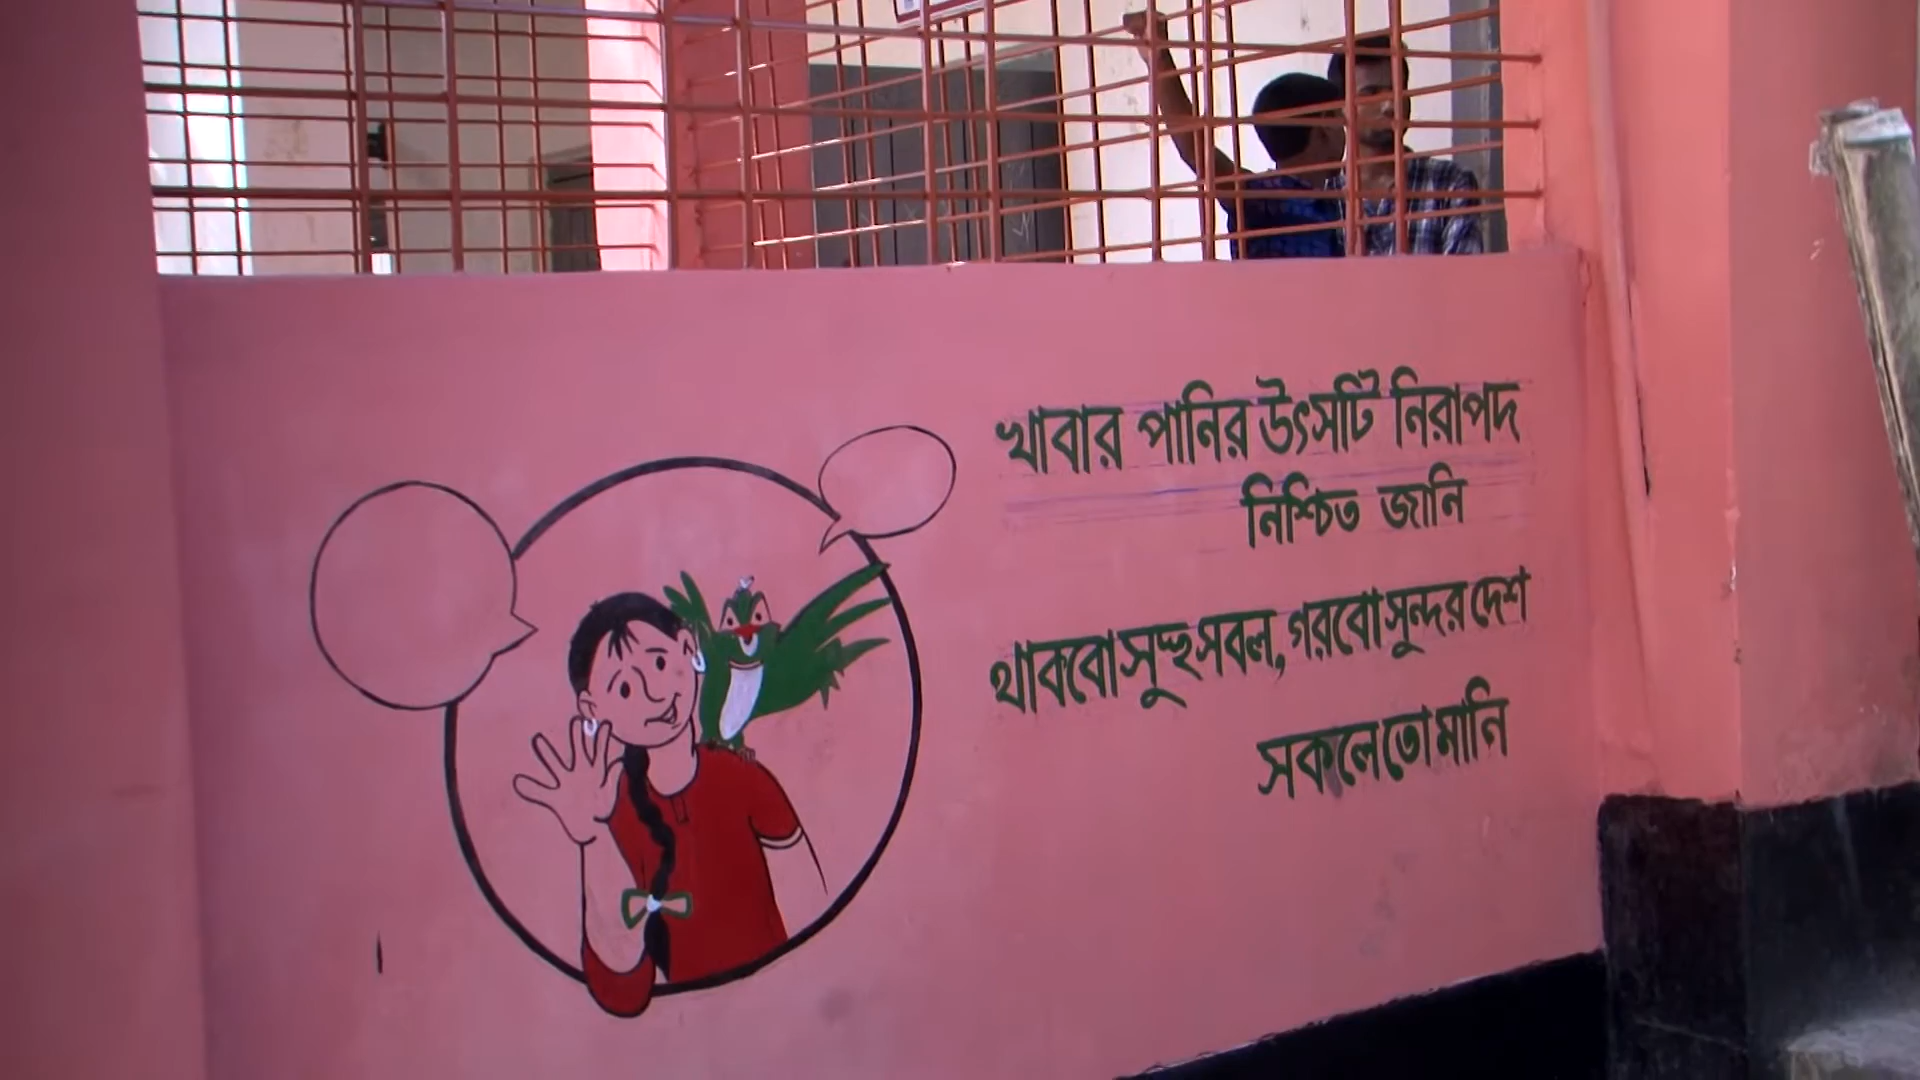 খাবার পানির উৎসটি নিরাপদ
নিশ্চিত জানি
থাকবো সুস্থ সবল, গরবো সুন্দর দেশ
সকলে তো মানি